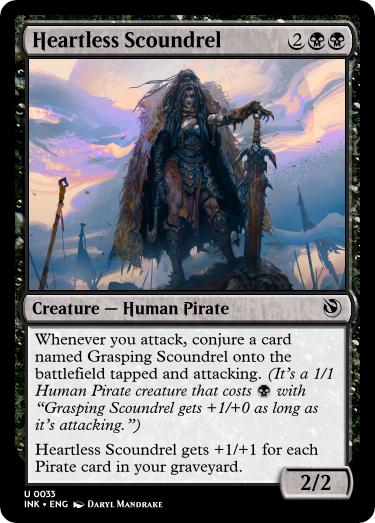 Heartless Scoundrel 2
Creature — Human Pirate
Whenever you attack, conjure a card
named Grasping Scoundrel onto the
battlefield tapped and attacking. (It's a 1/1
Human Pirate creature that costs with
“Grasping Scoundrel gets +1/+0 as long as
it's attacking.”)
Heartless Scoundrel gets +1/+1 for each
Pirate card in your graveyard.
2/2
U 0033
INK • ENG Daryl Mandrake